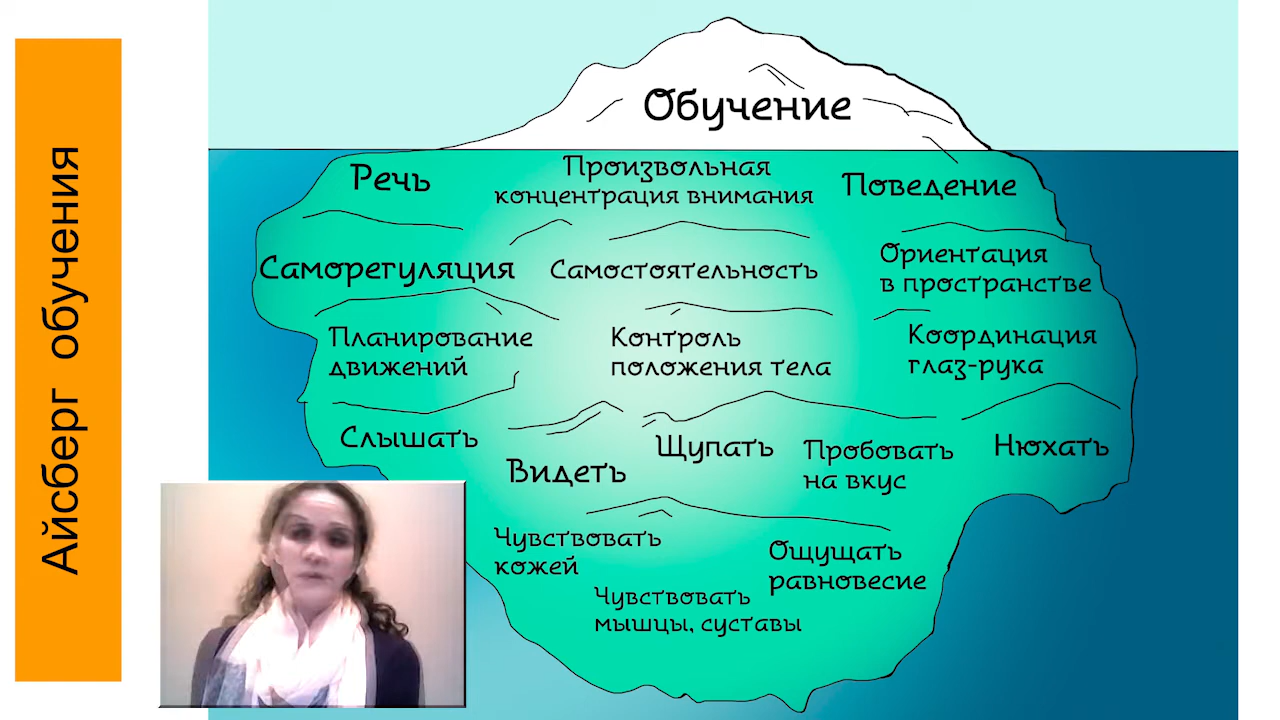 Айсберг обучения
Обучение
Речь
Произвольная
концентрация внимания
Поведение
Саморегуляция
Самостоятельность
Ориентация
в пространстве
Планирование
движений
Контроль
положения тела
Координация
глаз-рука
Слышать
Видеть
Щупать
Пробовать
на вкус
Нюхать
Чувствовать
кожей
Ощущать
равновесие
Чувствовать
мышцы, суставы